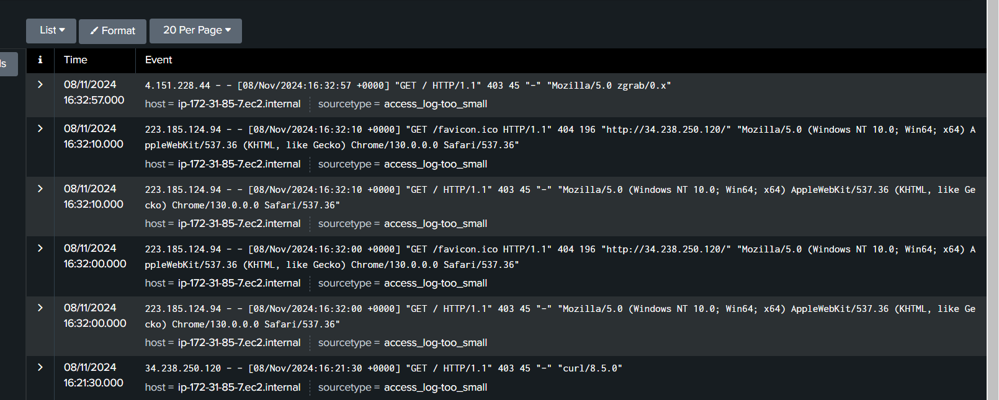 List
Format
20 Per Page
ls
i
Time
Event
08/11/2024
16:32:57.000
4.151.228.44 - - [08/Nov/2024:16:32:57 +0000] "GET / HTTP/1.1" 403 45 "-" "Mozilla/5.0 zgrab/0.x"
host = ip-172-31-85-7.ec2.internal
sourcetype = access_log-too_small
08/11/2024
16:32:10.000
223.185.124.94 - - [08/Nov/2024:16:32:10 +0000] "GET /favicon.ico HTTP/1.1" 404 196 "http://34.238.250.120/" "Mozilla/5.0 (Windows NT 10.0; Win64; x64) A
ppleWebKit/537.36 (KHTML, like Gecko) Chrome/130.0.0.0 Safari/537.36"
host = ip-172-31-85-7.ec2.internal
sourcetype = access_log-too_small
08/11/2024
16:32:10.000
223.185.124.94 - - [08/Nov/2024:16:32:10 +0000] "GET / HTTP/1.1" 403 45 "-" "Mozilla/5.0 (Windows NT 10.0; Win64; x64) AppleWebKit/537.36 (KHTML, like Ge
cko) Chrome/130.0.0.0 Safari/537.36"
host = ip-172-31-85-7.ec2.internal
sourcetype = access_log-too_small
08/11/2024
16:32:00.000
223.185.124.94 - - [08/Nov/2024:16:32:00 +0000] "GET /favicon.ico HTTP/1.1" 404 196 "http://34.238.250.120/" "Mozilla/5.0 (Windows NT 10.0; Win64; x64) A
ppleWebKit/537.36 (KHTML, like Gecko) Chrome/130.0.0.0 Safari/537.36"
host = ip-172-31-85-7.ec2.internal
sourcetype = access_log-too_small
08/11/2024
16:32:00.000
223.185.124.94 - - [08/Nov/2024:16:32:00 +0000] "GET / HTTP/1.1" 403 45 "-" "Mozilla/5.0 (Windows NT 10.0; Win64; x64) AppleWebKit/537.36 (KHTML, like Ge
cko) Chrome/130.0.0.0 Safari/537.36"
host = ip-172-31-85-7.ec2.internal
sourcetype = access_log-too_small
08/11/2024
16:21:30.000
34.238.250.120 - - [08/Nov/2024:16:21:30 +0000] "GET / HTTP/1.1" 403 45 "-" "curl/8.5.0"
host = ip-172-31-85-7.ec2.internal
sourcetype = access_log-too_small